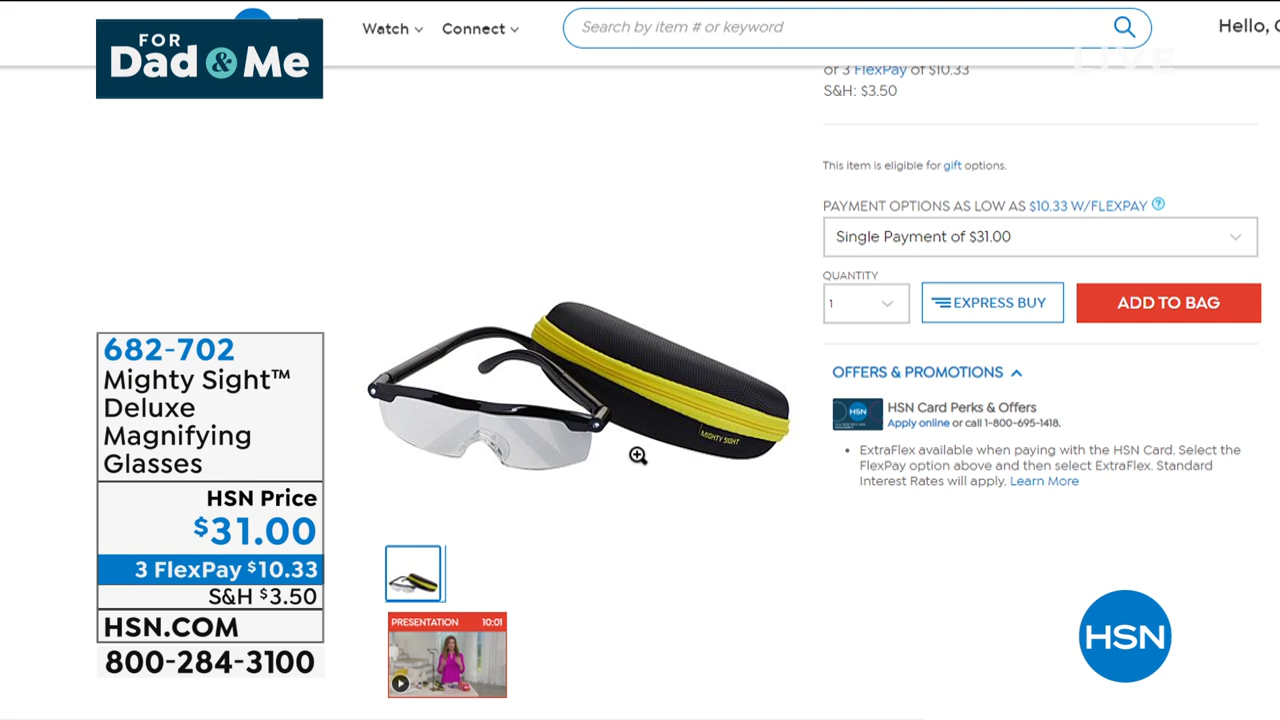 FOR
Dad & Me
Watch
Connect
Search by item # or keyword
Hello,
LIVE
or 3 FlexPay of $10.33
S&H: $3.50
This item is eligible for gift options.
PAYMENT OPTIONS AS LOW AS $10.33 W/FLEXPAY ?
Single Payment of $31.00
QUANTITY
1
EXPRESS BUY
ADD TO BAG
OFFERS & PROMOTIONS
HSN
HSN Card Perks & Offers
Apply online or call 1-800-695-1418.
• ExtraFlex available when paying with the HSN Card. Select the
FlexPay option above and then select ExtraFlex. Standard
Interest Rates will apply. Learn More
MIGHTY SIGHT
682-702
Mighty Sight™
Deluxe
Magnifying
Glasses
HSN Price
$31.00
3 FlexPay $10.33
S&H $3.50
HSN.COM
800-284-3100
PRESENTATION 10:01
HSN